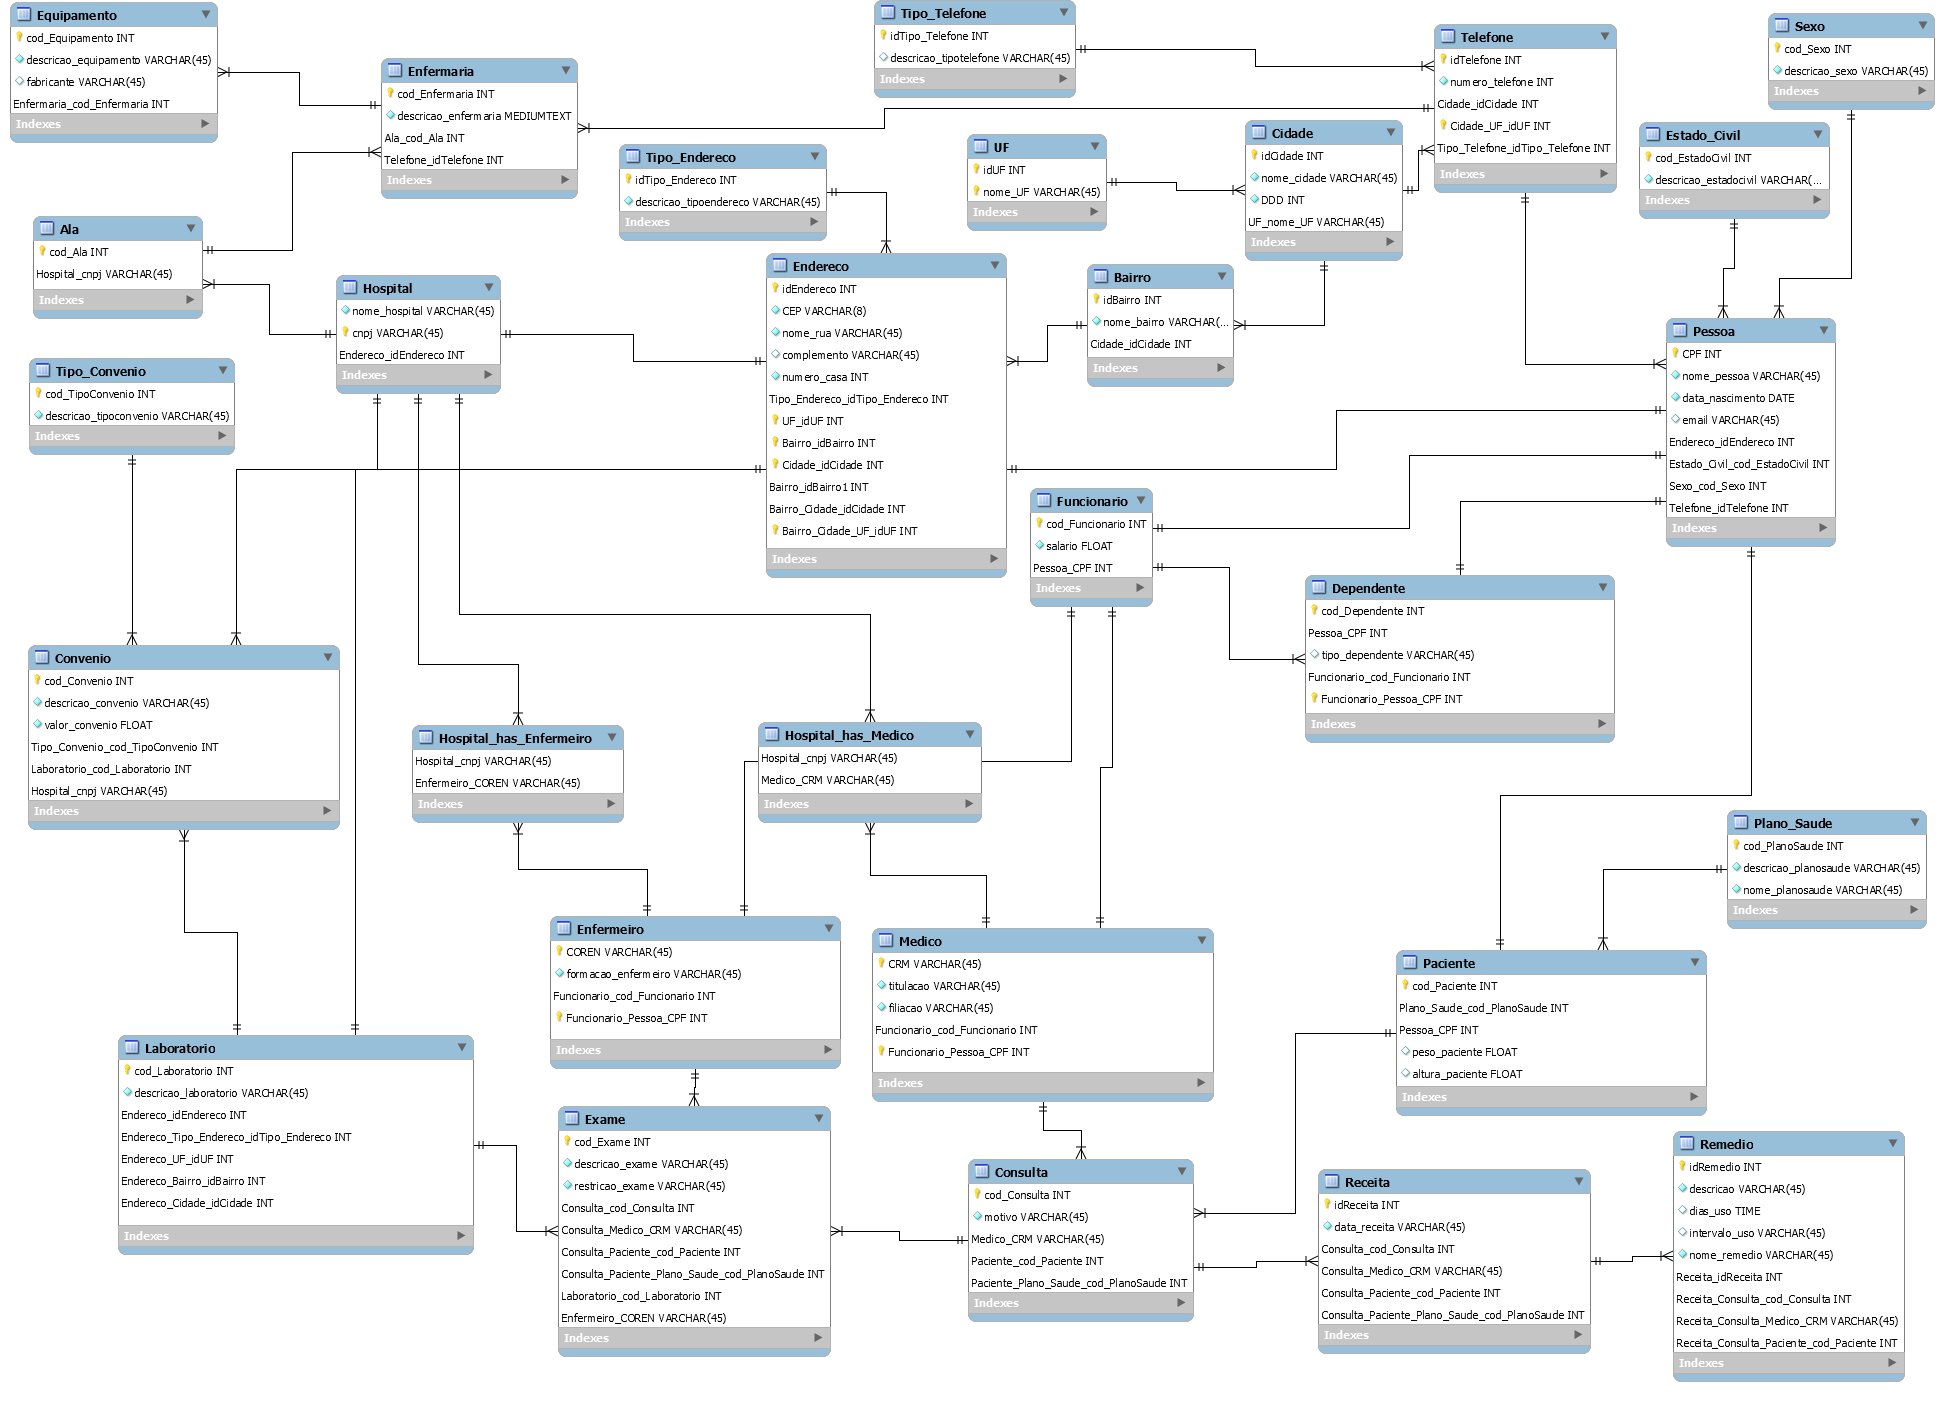 Equipamento
cod_Equipamento INT
descricao_equipamento VARCHAR(45)
fabricante VARCHAR(45)
Enfermaria_cod_Enfermaria INT
Indexes
Enfermaria
cod_Enfermaria INT
descricao_enfermaria MEDIUMTEXT
Ala_cod_Ala INT
Telefone_idTelefone INT
Indexes
Tipo_Telefone
idTipo_Telefone INT
descricao_tipotelefone VARCHAR(45)
Indexes
Telefone
idTelefone INT
numero_telefone INT
Cidade_idCidade INT
Cidade_UF_idUF INT
Tipo_Telefone_idTipo_Telefone INT
Indexes
Sexo
cod_Sexo INT
descricao_sexo VARCHAR(45)
Indexes
Estado_Civil
cod_EstadoCivil INT
descricao_estadocivil VARCHAR(...
Indexes
Tipo_Endereco
idTipo_Endereco INT
descricao_tipoendereco VARCHAR(45)
Indexes
UF
idUF INT
nome_UF VARCHAR(45)
Indexes
Cidade
idCidade INT
nome_cidade VARCHAR(45)
DDD INT
UF_nome_UF VARCHAR(45)
Indexes
Ala
cod_Ala INT
Hospital_cnpj VARCHAR(45)
Indexes
Hospital
nome_hospital VARCHAR(45)
cnpj VARCHAR(45)
Endereco_idEndereco INT
Indexes
Endereco
idEndereco INT
CEP VARCHAR(8)
nome_rua VARCHAR(45)
complemento VARCHAR(45)
numero_casa INT
Tipo_Endereco_idTipo_Endereco INT
UF_idUF INT
Bairro_idBairro INT
Cidade_idCidade INT
Bairro_idBairro1 INT
Bairro_Cidade_idCidade INT
Bairro_Cidade_UF_idUF INT
Indexes
Bairro
idBairro INT
nome_bairro VARCHAR(...
Cidade_idCidade INT
Indexes
Pessoa
CPF INT
nome_pessoa VARCHAR(45)
data_nascimento DATE
email VARCHAR(45)
Endereco_idEndereco INT
Estado_Civil_cod_EstadoCivil INT
Sexo_cod_Sexo INT
Telefone_idTelefone INT
Indexes
Tipo_Convenio
cod_TipoConvenio INT
descricao_tipoconvenio VARCHAR(45)
Indexes
Funcionario
cod_Funcionario INT
salario FLOAT
Pessoa_CPF INT
Indexes
Dependente
cod_Dependente INT
Pessoa_CPF INT
tipo_dependente VARCHAR(45)
Funcionario_cod_Funcionario INT
Funcionario_Pessoa_CPF INT
Indexes
Convenio
cod_Convenio INT
descricao_convenio VARCHAR(45)
valor_convenio FLOAT
Tipo_Convenio_cod_TipoConvenio INT
Laboratorio_cod_Laboratorio INT
Hospital_cnpj VARCHAR(45)
Indexes
Hospital_has_Enfermeiro
Hospital_cnpj VARCHAR(45)
Enfermeiro_COREN VARCHAR(45)
Indexes
Hospital_has_Medico
Hospital_cnpj VARCHAR(45)
Medico_CRM VARCHAR(45)
Indexes
Plano_Saude
cod_PlanoSaude INT
descricao_planosaude VARCHAR(45)
nome_planosaude VARCHAR(45)
Indexes
Enfermeiro
COREN VARCHAR(45)
formacao_enfermeiro VARCHAR(45)
Funcionario_cod_Funcionario INT
Funcionario_Pessoa_CPF INT
Indexes
Medico
CRM VARCHAR(45)
titulacao VARCHAR(45)
filiacao VARCHAR(45)
Funcionario_cod_Funcionario INT
Funcionario_Pessoa_CPF INT
Indexes
Paciente
cod_Paciente INT
Plano_Saude_cod_PlanoSaude INT
Pessoa_CPF INT
peso_paciente FLOAT
altura_paciente FLOAT
Indexes
Laboratorio
cod_Laboratorio INT
descricao_laboratorio VARCHAR(45)
Endereco_idEndereco INT
Endereco_Tipo_Endereco_idTipo_Endereco INT
Endereco_UF_idUF INT
Endereco_Bairro_idBairro INT
Endereco_Cidade_idCidade INT
Indexes
Exame
cod_Exame INT
descricao_exame VARCHAR(45)
restricao_exame VARCHAR(45)
Consulta_cod_Consulta INT
Consulta_Medico_CRM VARCHAR(45)
Consulta_Paciente_cod_Paciente INT
Consulta_Paciente_Plano_Saude_cod_PlanoSaude INT
Laboratorio_cod_Laboratorio INT
Enfermeiro_COREN VARCHAR(45)
Indexes
Consulta
cod_Consulta INT
motivo VARCHAR(45)
Medico_CRM VARCHAR(45)
Paciente_cod_Paciente INT
Paciente_Plano_Saude_cod_PlanoSaude INT
Indexes
Receita
idReceita INT
data_receita VARCHAR(45)
Consulta_cod_Consulta INT
Consulta_Medico_CRM VARCHAR(45)
Consulta_Paciente_cod_Paciente INT
Consulta_Paciente_Plano_Saude_cod_PlanoSaude INT
Indexes
Remedio
idRemedio INT
descricao VARCHAR(45)
dias_uso TIME
intervalo_uso VARCHAR(45)
nome_remedio VARCHAR(45)
Receita_idReceita INT
Receita_Consulta_cod_Consulta INT
Receita_Consulta_Medico_CRM VARCHAR(45)
Receita_Consulta_Paciente_cod_Paciente INT
Indexes